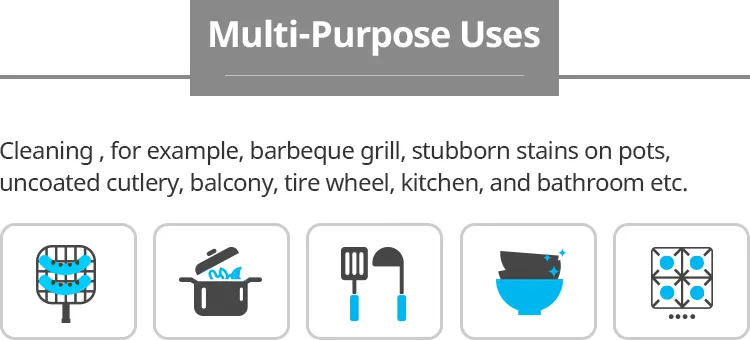 Multi-Purpose Uses
Cleaning , for example, barbeque grill, stubborn stains on pots,
uncoated cutlery, balcony, tire wheel, kitchen, and bathroom etc.